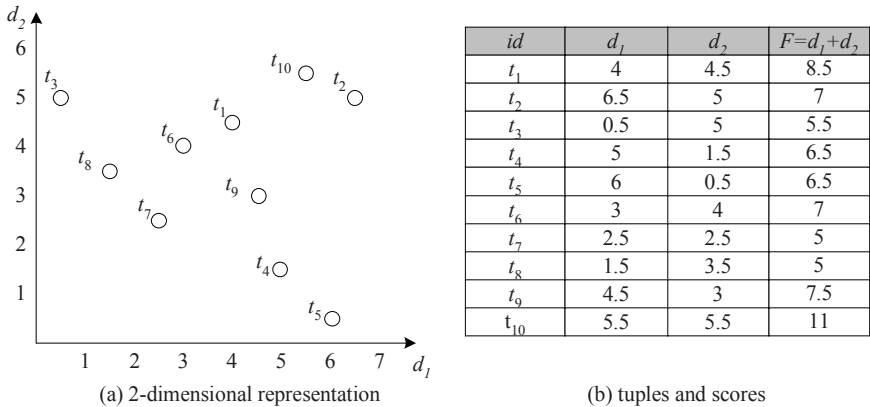 d2
6
5
4
3
2
1
t3
t8
t7
t6
t1
t10
t2
t9
t4
t5
1 2 3 4 5 6 7 d1
(a) 2-dimensional representation
id d1 d2 F=d1+d2
t1 4 4.5 8.5
t2 6.5 5 7
t3 0.5 5 5.5
t4 5 1.5 6.5
t5 6 0.5 6.5
t6 3 4 7
t7 2.5 2.5 5
t8 1.5 3.5 5
t9 4.5 3 7.5
t10 5.5 5.5 11
(b) tuples and scores